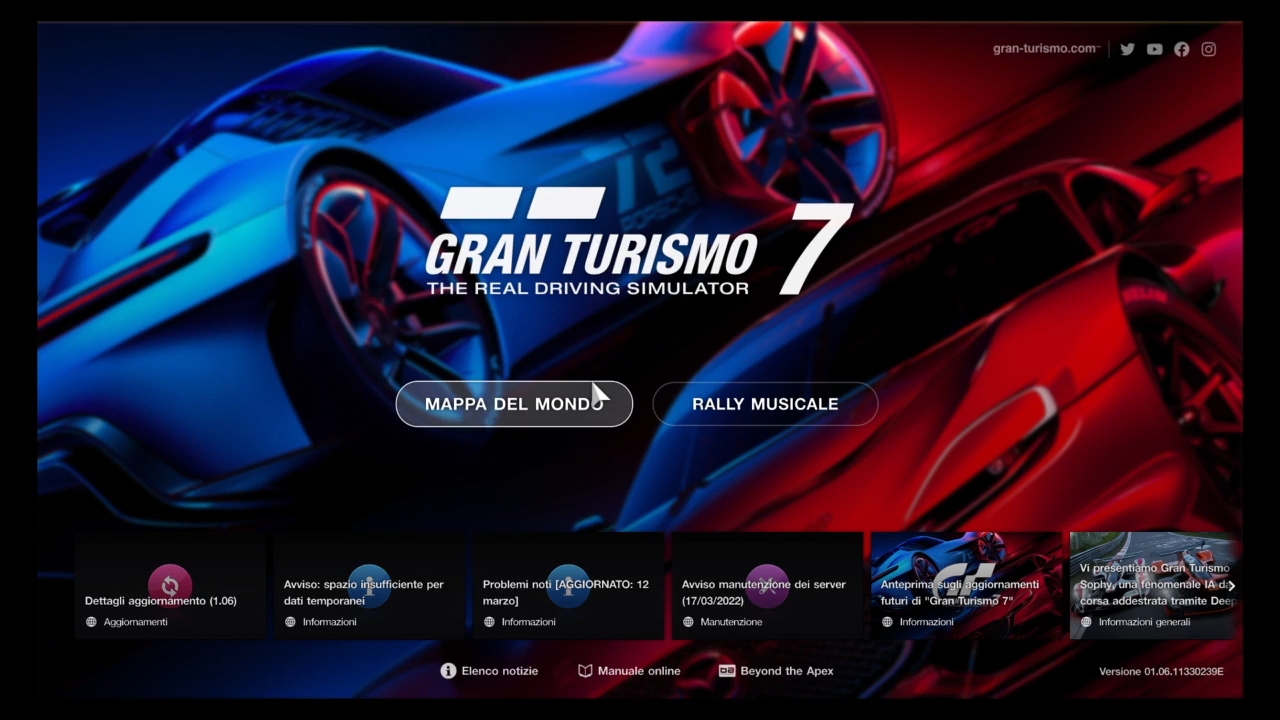 gran-turismo.com™
72
PORSCHE
GRAN TURISMO 7
THE REAL DRIVING SIMULATOR
MAPPA DEL MONDO
RALLY MUSICALE
Dettagli aggiornamento (1.06)
Aggiornamenti
Avviso: spazio insufficiente per
dati temporanei
Informazioni
Problemi noti [AGGIORNATO: 12
marzo]
Informazioni
Avviso manutenzione dei server
(17/03/2022)
Manutenzione
Anteprima sugli aggiornamenti
futuri di "Gran Turismo 7"
Informazioni
Vi presentiamo Gran Turismo
Sophy, una fenomenale IA da
corsa addestrata tramite Deep
Informazioni generali
Elenco notizie
Manuale online
Beyond the Apex
Versione 01.06.11330239E